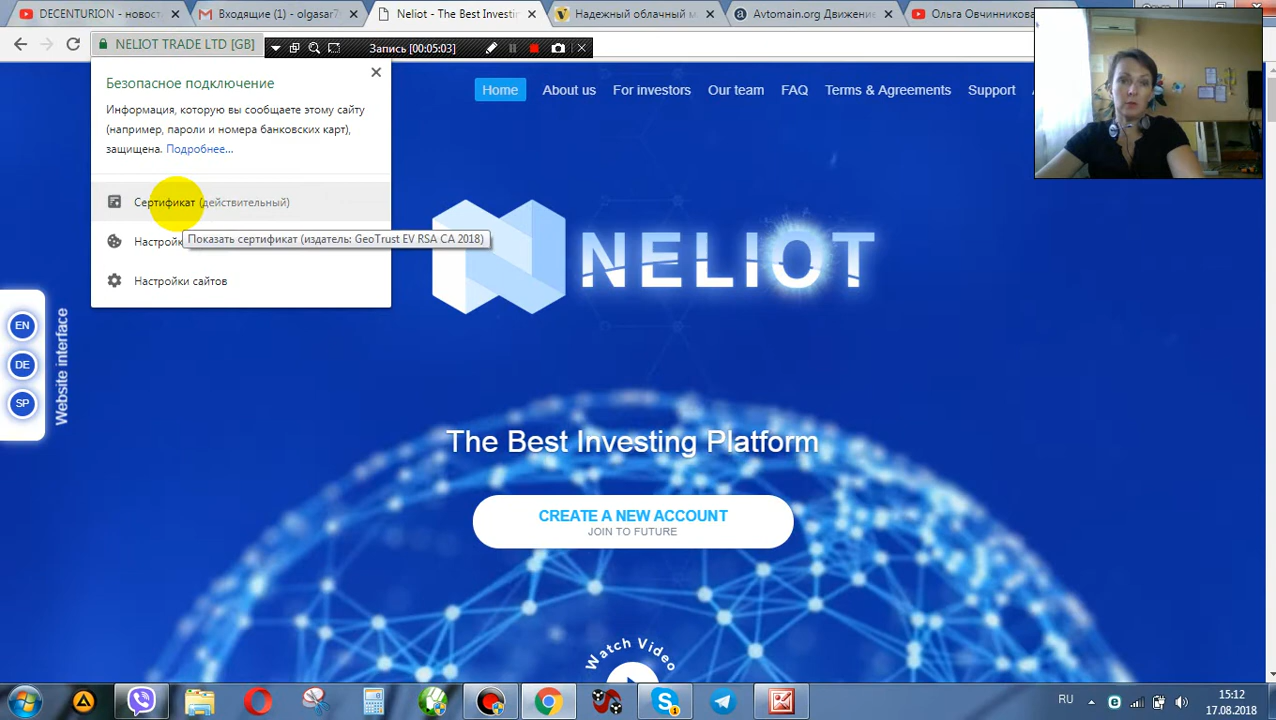 DECENTURION - новост
Входящие (1) - olgasar7
Neliot - The Best Investin
Надежный облачный м
Avtomain.org Движение
Ольга Овчинникова
NELIOT TRADE LTD [GB]
Запись [00:05:03]
Безопасное подключение
Информация, которую вы сообщаете этому сайту
(например, пароли и номера банковских карт),
защищена. Подробнее...
Сертификат (действительный)
Настройк
Показать сертификат (издатель: GeoTrust EV RSA CA 2018)
Настройки сайтов
Home
About us
For investors
Our team
FAQ
Terms & Agreements
Support
NELIOT
EN
DE
SP
Website interface
The Best Investing Platform
CREATE A NEW ACCOUNT
JOIN TO FUTURE
Watch Video
RU
15:12
17.08.2018